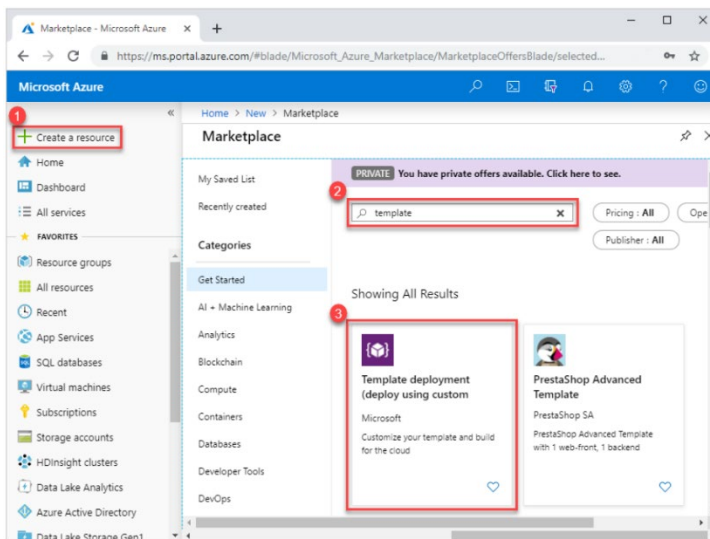 Marketplace - Microsoft Azure
https://ms.portal.azure.com/#blade/Microsoft_Azure_Marketplace/MarketplaceOffersBlade/selected...
Microsoft Azure
1
Create a resource
Home
Dashboard
All services
FAVORITES
Resource groups
All resources
Recent
App Services
SQL databases
Virtual machines
Subscriptions
Storage accounts
HDInsight clusters
Data Lake Analytics
Azure Active Directory
Data Lake Storage Gen1
Home > New > Marketplace
Marketplace
My Saved List
Recently created
Categories
Get Started
AI + Machine Learning
Analytics
Blockchain
Compute
Containers
Databases
Developer Tools
DevOps
PRIVATE You have private offers available. Click here to see.
2
template
Pricing : All
Ope
Publisher : All
Showing All Results
3
Template deployment
(deploy using custom
Microsoft
Customize your template and build
for the cloud
PrestaShop Advanced
Template
PrestaShop SA
PrestaShop Advanced Template
with 1 web-front, 1 backend